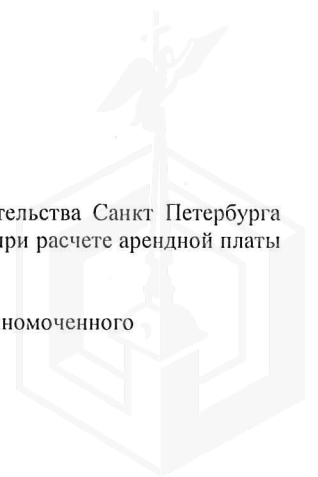 тельства Санкт Петербурга
при расчете арендной платы
номоченного